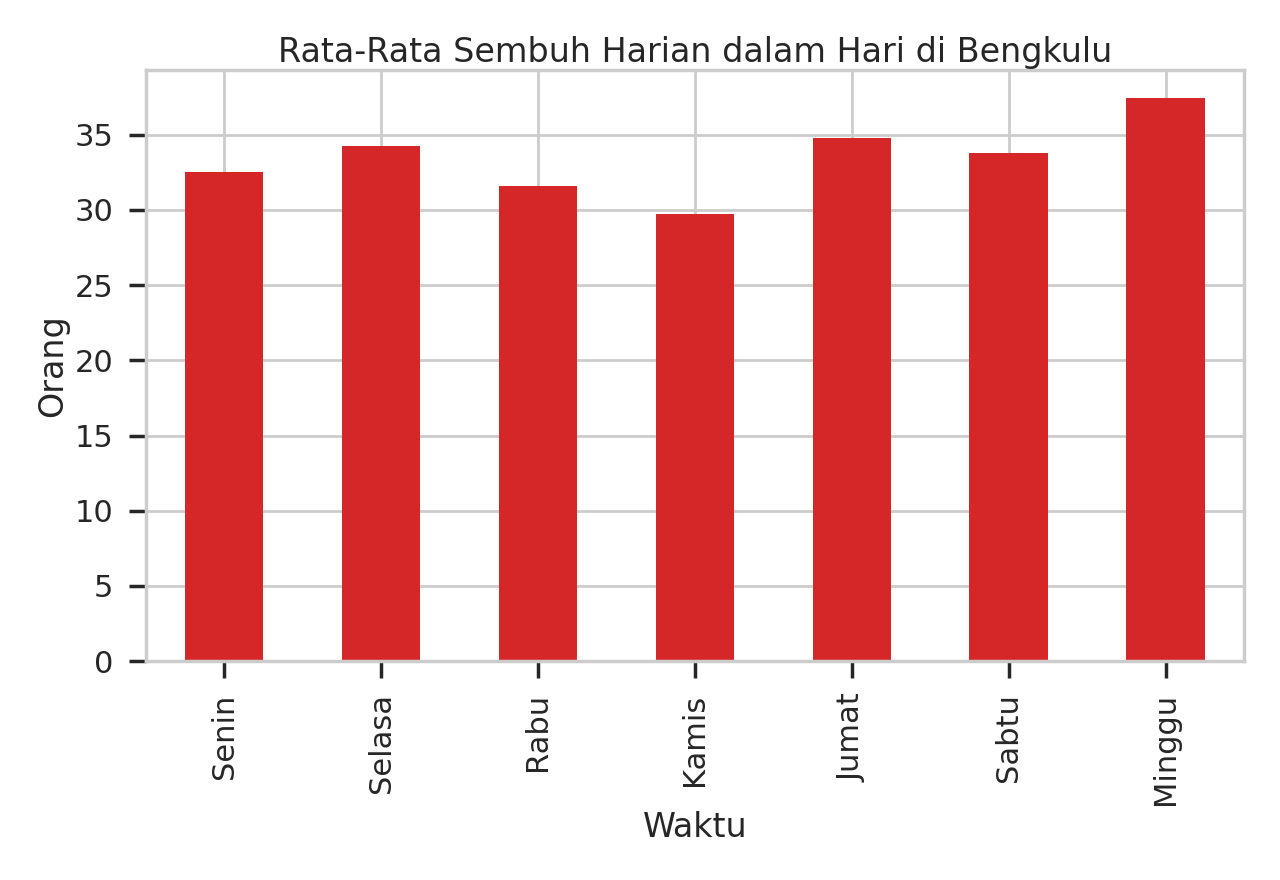 Rata-Rata Sembuh Harian dalam Hari di Bengkulu
Orang
35
30
25
20
15
10
5
0
Senin
Selasa
Rabu
Kamis
Jumat
Sabtu
Minggu
Waktu